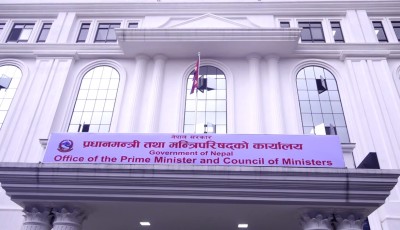 नेपाल सरकार
प्रधानमन्त्री तथा मन्त्रिपरिषद्को कार्यालय
Government of Nepal
Office of the Prime Minister and Council of Ministers